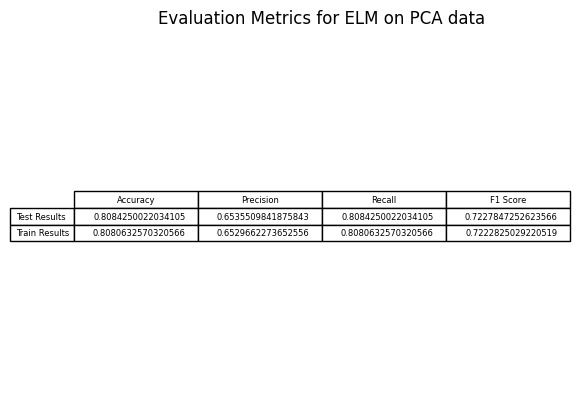 Evaluation Metrics for ELM on PCA data
Accuracy Precision Recall F1 Score
Test Results 0.8084250022034105 0.6535509841875843 0.8084250022034105 0.7227847252623566
Train Results 0.8080632570320566 0.6529662273652556 0.8080632570320566 0.7222825029220519